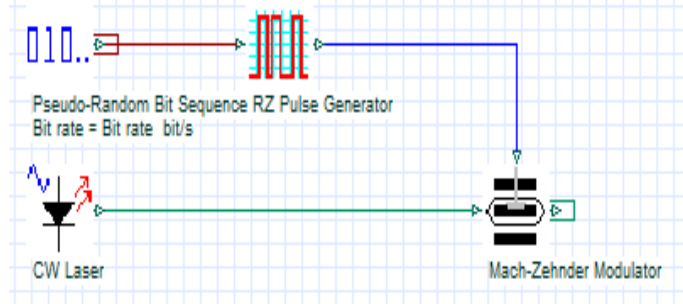 010..
Pseudo-Random Bit Sequence RZ Pulse Generator
Bit rate = Bit rate bit/s
CW Laser
Mach-Zehnder Modulator